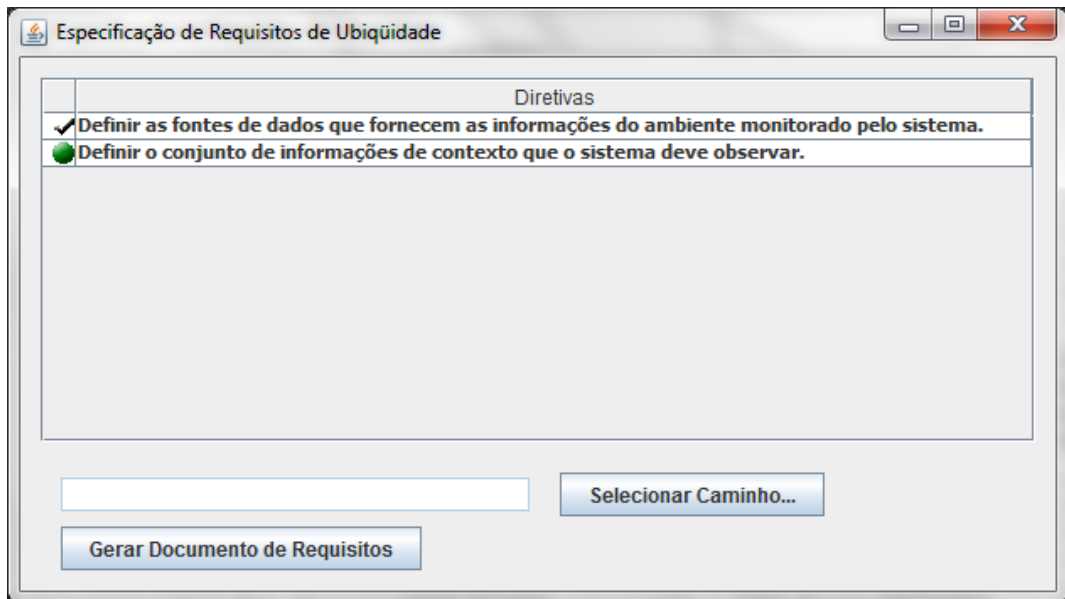 Especificação de Requisitos de Ubiqüidade
Diretivas
Definir as fontes de dados que fornecem as informações do ambiente monitorado pelo sistema.
Definir o conjunto de informações de contexto que o sistema deve observar.
Selecionar Caminho...
Gerar Documento de Requisitos